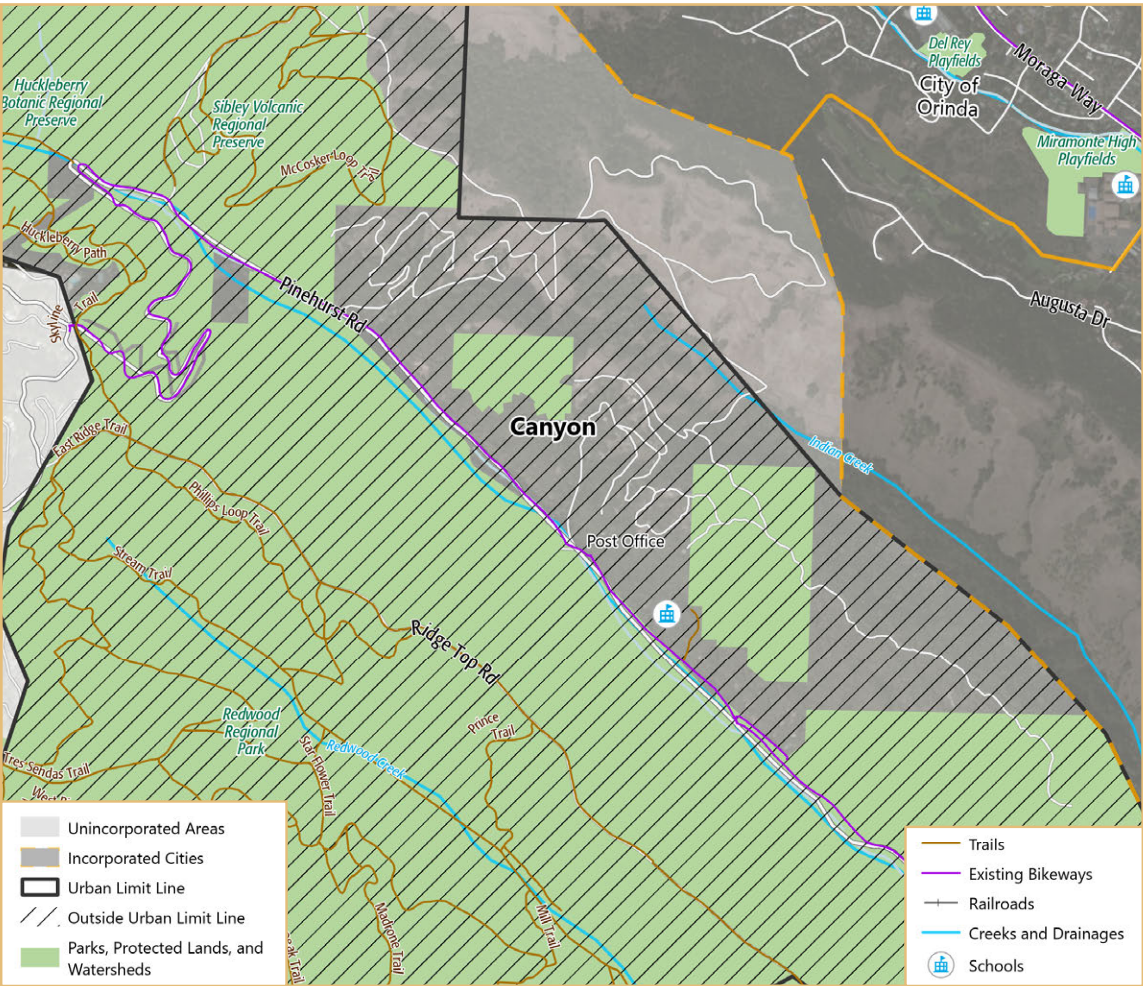 Del Rey
Playfields
Moraga Way
City of
Orinda
Huckleberry
Botanic Regional
Preserve
Sibley Volcanic
Regional
Preserve
McCosker Loop Trl
Miramonte High
Playfields
Huckleberry Path
Pinehurst Rd
Augusta Dr
Skyline Trail
Canyon
East Ridge Trail
Indian Creek
Phillips Loop Trail
Post Office
Stream Trail
Ridge Top Rd
Redwood
Regional
Park
Prince
Trail
Redwood Creek
Star Flower Trail
Tres Sendas Trail
Madrone Trail
Mill Trail
Trail
Unincorporated Areas
Incorporated Cities
Urban Limit Line
Outside Urban Limit Line
Parks, Protected Lands, and
Watersheds
Trails
Existing Bikeways
Railroads
Creeks and Drainages
Schools